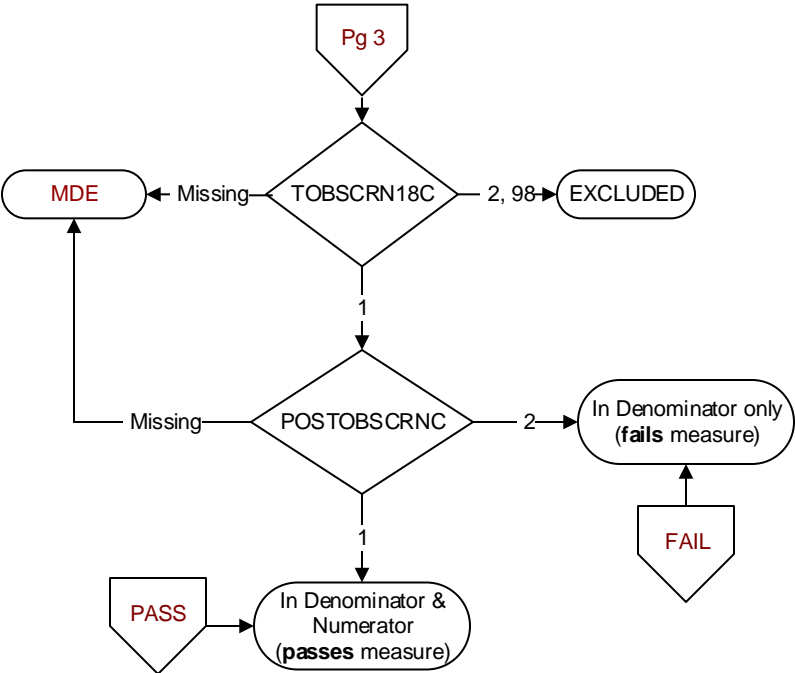 Pg 3
MDE
Missing
TOBSCRN18C
2, 98
EXCLUDED
1
Missing
POSTOBSCRNC
2
In Denominator only
(fails measure)
FAIL
1
PASS
In Denominator &
Numerator
(passes measure)